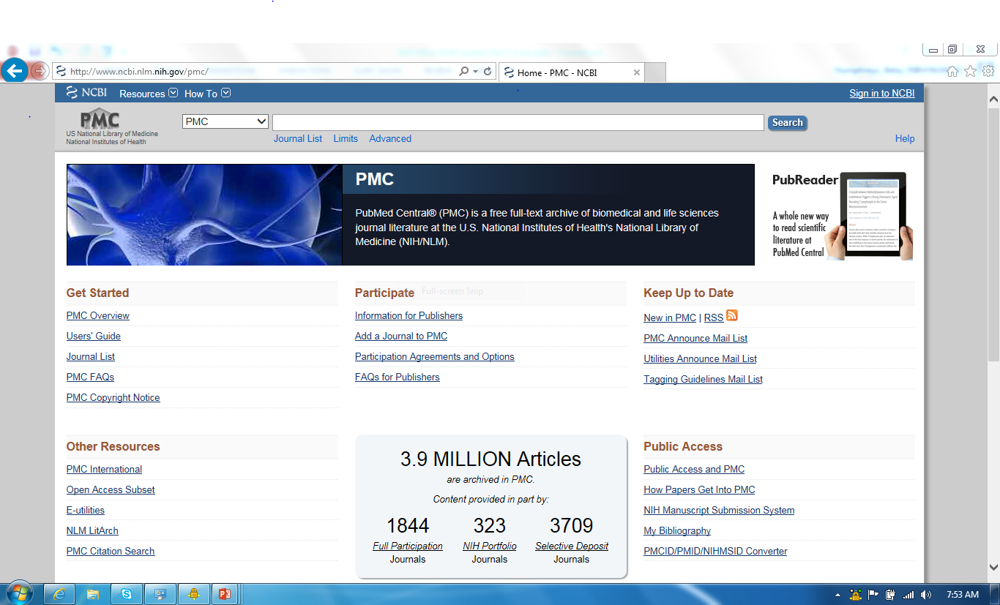 http://www.ncbi.nlm.nih.gov/pmc/
Home - PMC - NCBI
NCBI Resources How To Sign in to NCBI
PMC
US National Library of Medicine
National Institutes of Health
PMC Search
Journal List Limits Advanced Help
PMC
PubMed Central® (PMC) is a free full-text archive of biomedical and life sciences
journal literature at the U.S. National Institutes of Health's National Library of
Medicine (NIH/NLM).
PubReader
A whole new way
to read scientific
literature at
PubMed Central
Get Started
PMC Overview
Users' Guide
Journal List
PMC FAQs
PMC Copyright Notice
Participate
Full-screen Snip
Information for Publishers
Add a Journal to PMC
Participation Agreements and Options
FAQs for Publishers
Keep Up to Date
New in PMC | RSS
PMC Announce Mail List
Utilities Announce Mail List
Tagging Guidelines Mail List
Other Resources
PMC International
Open Access Subset
E-utilities
NLM LitArch
PMC Citation Search
3.9 MILLION Articles
are archived in PMC.
Content provided in part by:
1844 323 3709
Full Participation NIH Portfolio Selective Deposit
Journals Journals Journals
Public Access
Public Access and PMC
How Papers Get Into PMC
NIH Manuscript Submission System
My Bibliography
PMCID/PMID/NIHMSID Converter
7:53 AM